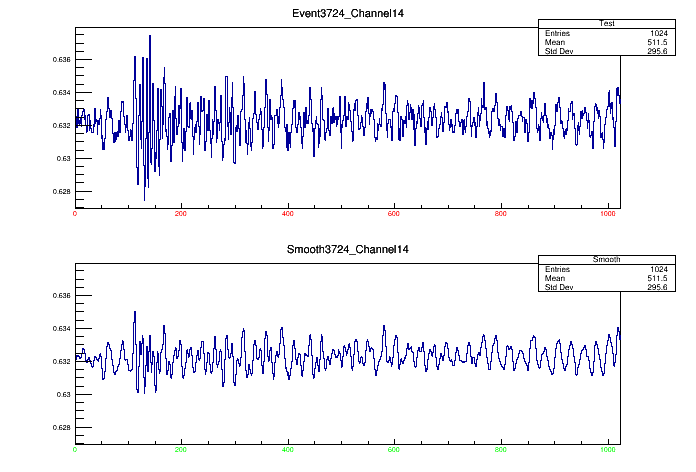 Event3724_Channel14
Test
Entries 1024
Mean 511.5
Std Dev 295.6
0.636
0.634
0.632
0.63
0.628
0 200 400 600 800 1000
Smooth3724_Channel14
Smooth
Entries 1024
Mean 511.5
Std Dev 295.6
0.636
0.634
0.632
0.63
0.628
0 200 400 600 800 1000